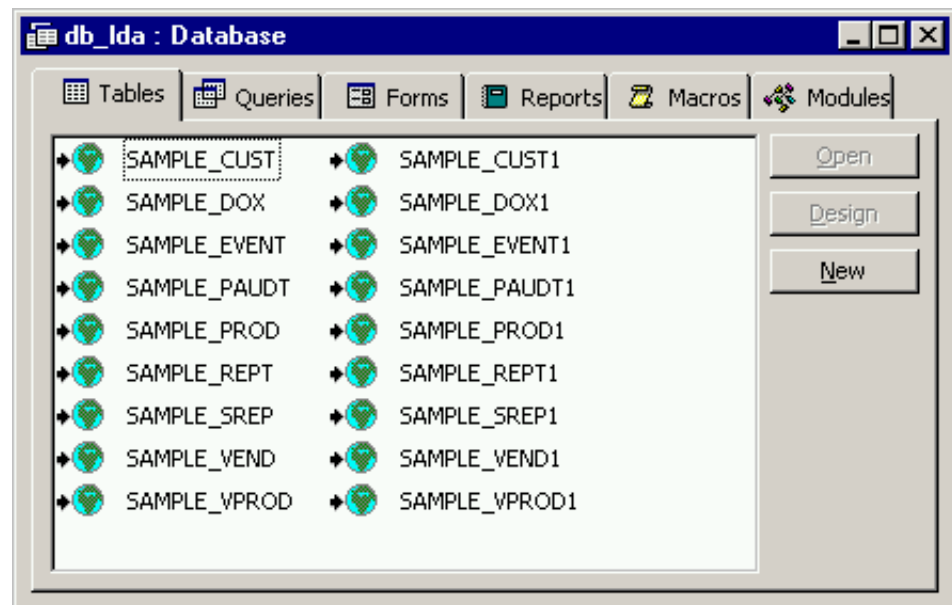 db_lda : Database
Tables Queries Forms Reports Macros Modules
SAMPLE_CUST SAMPLE_CUST1 Open
SAMPLE_DOX SAMPLE_DOX1 Design
SAMPLE_EVENT SAMPLE_EVENT1 New
SAMPLE_PAUDT SAMPLE_PAUDT1
SAMPLE_PROD SAMPLE_PROD1
SAMPLE_REPT SAMPLE_REPT1
SAMPLE_SREP SAMPLE_SREP1
SAMPLE_VEND SAMPLE_VEND1
SAMPLE_VPROD SAMPLE_VPROD1